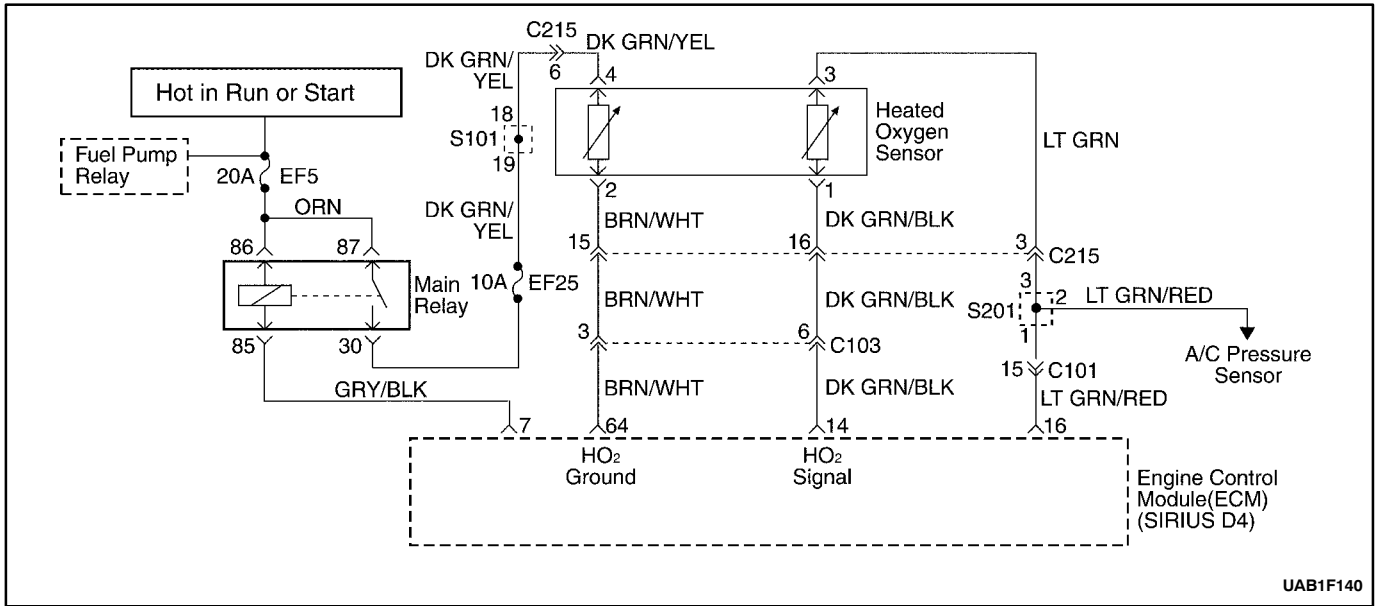 C215
DK GRN/YEL
6
DK GRN/
YEL
4
3
Hot in Run or Start
18
S101
19
Heated
Oxygen
Sensor
LT GRN
Fuel Pump
Relay
20A
EF5
2
1
ORN
DK GRN/
YEL
BRN/WHT
DK GRN/BLK
86
87
15
16
3
C215
Main
Relay
10A
EF25
BRN/WHT
DK GRN/BLK
3
2
LT GRN/RED
S201
1
85
30
3
6
C103
A/C Pressure
Sensor
15
C101
GRY/BLK
BRN/WHT
DK GRN/BLK
LT GRN/RED
7
64
14
16
HO2
Ground
HO2
Signal
Engine Control
Module(ECM)
(SIRIUS D4)
UAB1F140